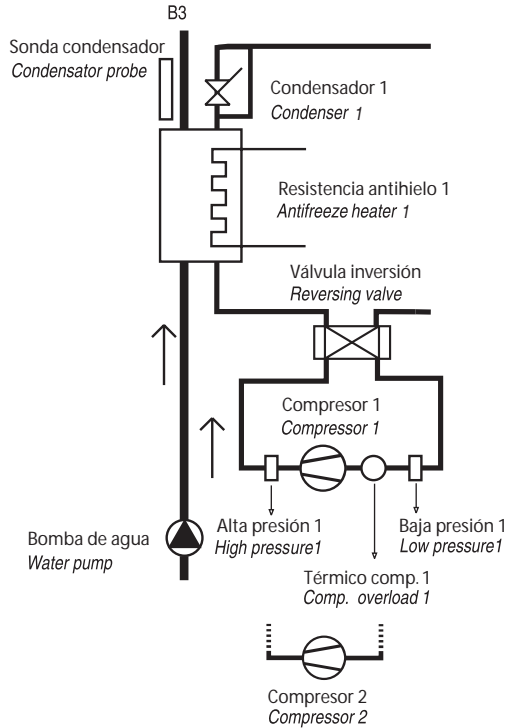 B3
Sonda condensador
Condensator probe
Condensador 1
Condenser 1
Resistencia antihielo 1
Antifreeze heater 1
Válvula inversión
Reversing valve
Compresor 1
Compressor 1
Alta presión 1
High pressure1
Baja presión 1
Low pressure1
Bomba de agua
Water pump
Térmico comp. 1
Comp. overload 1
Compresor 2
Compressor 2